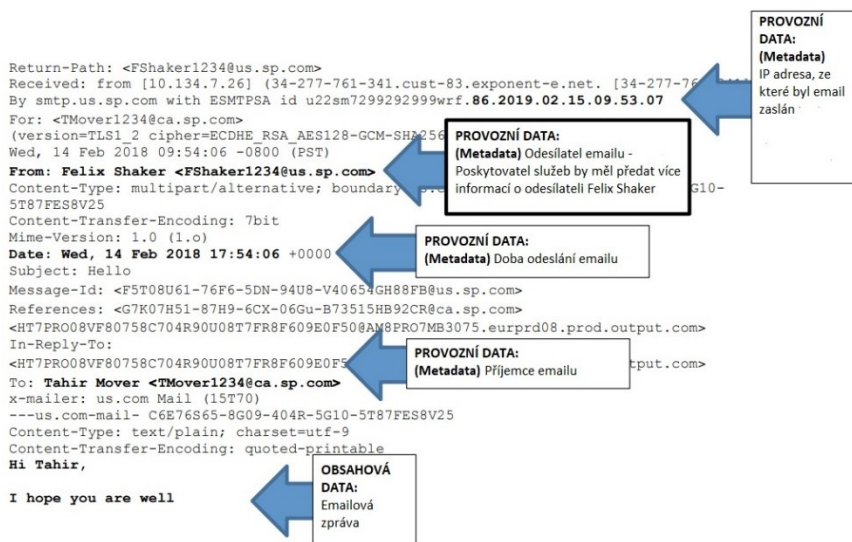 Return-Path: <FShaker1234@us.sp.com>
Received: from [10.134.7.26] (34-277-761-341.cust-83.exponent-e.net. [34-277-76
By smtp.us.sp.com with ESMTPSA id u22sm7299292999wrf.86.2019.02.15.09.53.07
For: <TMover1234@ca.sp.com>
(version=TLS1_2 cipher=ECDHE_RSA_AES128-GCM-SHA256
Wed, 14 Feb 2018 09:54:06 -0800 (PST)
From: Felix Shaker <FShaker1234@us.sp.com>
Content-Type: multipart/alternative; boundary G10-
5T87FES8V25
Content-Transfer-Encoding: 7bit
Mime-Version: 1.0 (1.o)
Date: Wed, 14 Feb 2018 17:54:06 +0000
Subject: Hello
Message-Id: <F5T08U61-76F6-5DN-94U8-V40654GH88FB@us.sp.com>
References: <G7K07H51-87H9-6CX-06Gu-B73515HB92CR@ca.sp.com>
<HT7PRO08VF80758C704R90U08T7FR8F609E0F50@AM8PRO7MB3075.eurprd08.prod.output.com>
In-Reply-To:
<HT7PRO08VF80758C704R90U08T7FR8F609E0F5 tput.com>
To: Tahir Mover <TMover1234@ca.sp.com>
x-mailer: us.com Mail (15T70)
---us.com-mail- C6E76S65-8G09-404R-5G10-5T87FES8V25
Content-Type: text/plain; charset=utf-9
Content-Transfer-Encoding: quoted-printable
Hi Tahir,
I hope you are well
PROVOZNÍ
DATA:
(Metadata)
IP adresa, ze
které byl email
zaslán
PROVOZNÍ DATA:
(Metadata) Odesílatel emailu -
Poskytovatel služeb by měl předat více
informací o odesílateli Felix Shaker
PROVOZNÍ DATA:
(Metadata) Doba odeslání emailu
PROVOZNÍ DATA:
(Metadata) Příjemce emailu
OBSAHOVÁ
DATA:
Emailová
zpráva